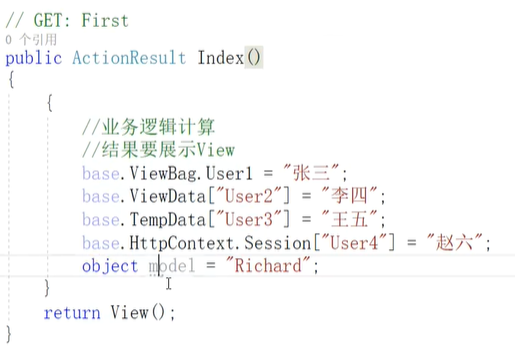 // GET: First
0 个引用
public ActionResult Index()
{
{
//业务逻辑计算
//结果要展示View
base.ViewBag.User1 = "张三";
base.ViewData["User2"] = "李四";
base.TempData["User3"] = "王五";
base.HttpContext.Session["User4"] = "赵六";
object model = "Richard";
}
return View();
}